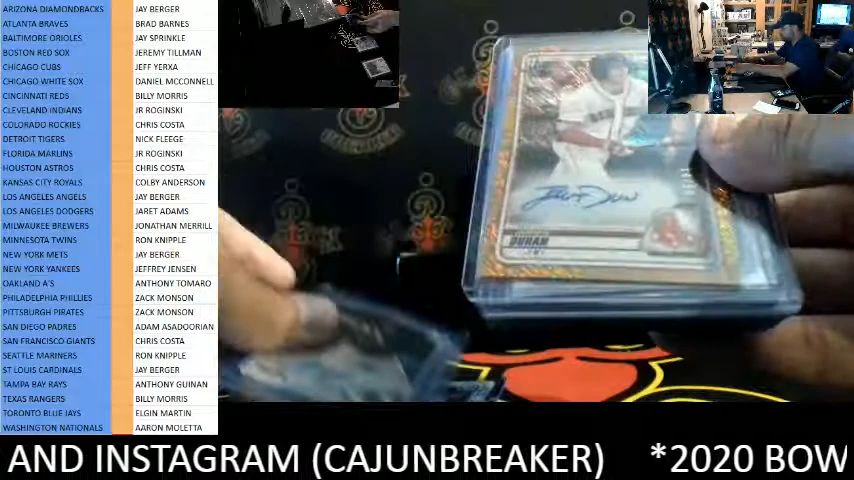 ARIZONA DIAMONDBACKS JAY BERGER
ATLANTA BRAVES BRAD BARNES
BALTIMORE ORIOLES JAY SPRINKLE
BOSTON RED SOX JEREMY TILLMAN
CHICAGO CUBS JEFF YERXA
CHICAGO WHITE SOX DANIEL MCCONNELL
CINCINNATI REDS BILLY MORRIS
CLEVELAND INDIANS JR ROGINSKI
COLORADO ROCKIES CHRIS COSTA
DETROIT TIGERS NICK FLEEGE
FLORIDA MARLINS JR ROGINSKI
HOUSTON ASTROS CHRIS COSTA
KANSAS CITY ROYALS COLBY ANDERSON
LOS ANGELES ANGELS JAY BERGER
LOS ANGELES DODGERS JARET ADAMS
MILWAUKEE BREWERS JONATHAN MERRILL
MINNESOTA TWINS RON KNIPPLE
NEW YORK METS JAY BERGER
NEW YORK YANKEES JEFFREY JENSEN
OAKLAND A'S ANTHONY TOMARO
PHILADELPHIA PHILLIES ZACK MONSON
PITTSBURGH PIRATES ZACK MONSON
SAN DIEGO PADRES ADAM ASADOORIAN
SAN FRANCISCO GIANTS CHRIS COSTA
SEATTLE MARINERS RON KNIPPLE
ST LOUIS CARDINALS JAY BERGER
TAMPA BAY RAYS ANTHONY GUINAN
TEXAS RANGERS BILLY MORRIS
TORONTO BLUE JAYS ELGIN MARTIN
WASHINGTON NATIONALS AARON MOLETTA
DURAN
AND INSTAGRAM (CAJUNBREAKER) *2020 BOW